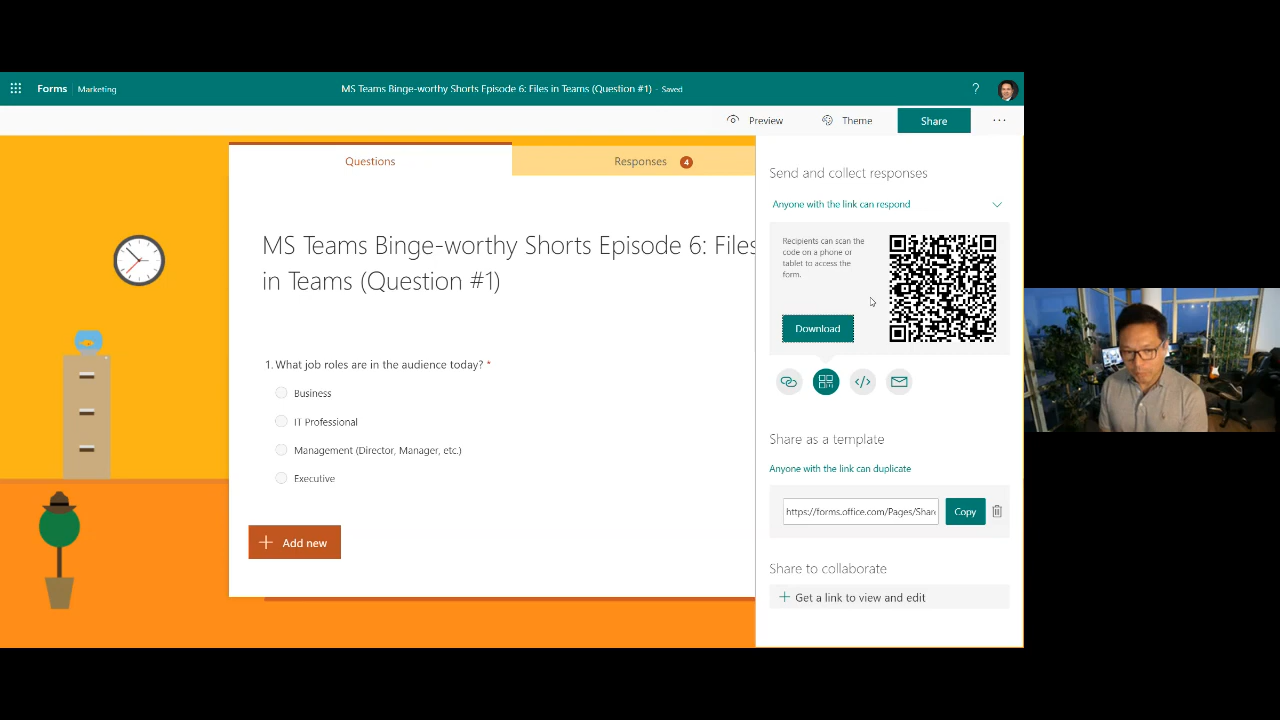 Forms
Marketing
MS Teams Binge-worthy Shorts Episode 6: Files in Teams (Question #1) - Saved
?
Preview
Theme
Share
...
Questions
Responses 4
MS Teams Binge-worthy Shorts Episode 6: Files
in Teams (Question #1)
1. What job roles are in the audience today? *
Business
IT Professional
Management (Director, Manager, etc.)
Executive
+ Add new
Send and collect responses
Anyone with the link can respond
Recipients can scan the
code on a phone or
tablet to access the
form.
Download
</>
Share as a template
Anyone with the link can duplicate
https://forms.office.com/Pages/Share
Copy
Share to collaborate
+ Get a link to view and edit